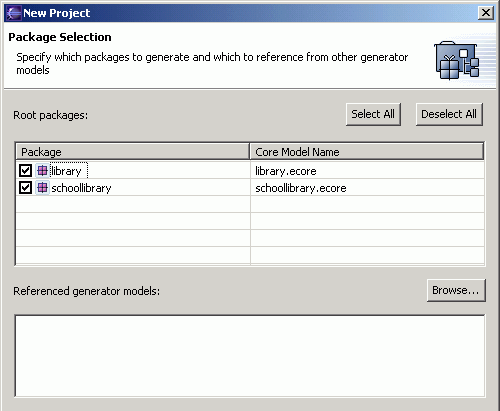 New Project
Package Selection
Specify which packages to generate and which to reference from other generator
models
Root packages:
Select All
Deselect All
Package
Core Model Name
library
library.ecore
schoollibrary
schoollibrary.ecore
Referenced generator models:
Browse...